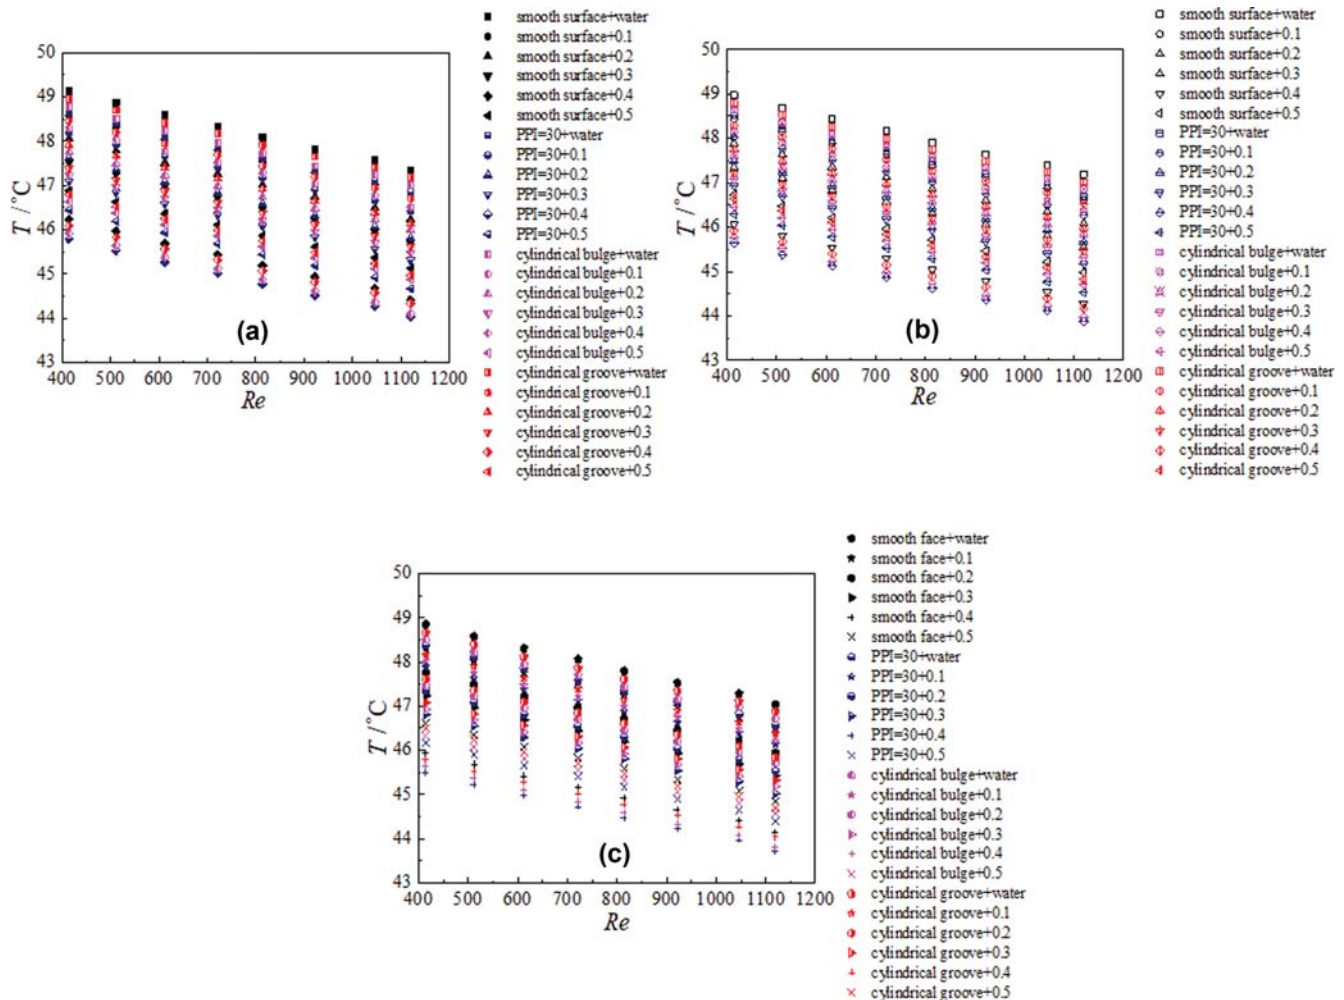 smooth surface+water
smooth surface+0.1
smooth surface+0.2
smooth surface+0.3
smooth surface+0.4
smooth surface+0.5
PPI=30+water
PPI=30+0.1
PPI=30+0.2
PPI=30+0.3
PPI=30+0.4
PPI=30+0.5
cylindrical bulge+water
cylindrical bulge+0.1
cylindrical bulge+0.2
cylindrical bulge+0.3
cylindrical bulge+0.4
cylindrical bulge+0.5
cylindrical groove+water
cylindrical groove+0.1
cylindrical groove+0.2
cylindrical groove+0.3
cylindrical groove+0.4
cylindrical groove+0.5
50
49
48
47
46
45
44
43
T /°C
(a)
400 500 600 700 800 900 1000 1100 1200
Re
smooth surface+water
smooth surface+0.1
smooth surface+0.2
smooth surface+0.3
smooth surface+0.4
smooth surface+0.5
PPI=30+water
PPI=30+0.1
PPI=30+0.2
PPI=30+0.3
PPI=30+0.4
PPI=30+0.5
cylindrical bulge+water
cylindrical bulge+0.1
cylindrical bulge+0.2
cylindrical bulge+0.3
cylindrical bulge+0.4
cylindrical bulge+0.5
cylindrical groove+water
cylindrical groove+0.1
cylindrical groove+0.2
cylindrical groove+0.3
cylindrical groove+0.4
cylindrical groove+0.5
50
49
48
47
46
45
44
43
T /°C
(b)
400 500 600 700 800 900 1000 1100 1200
Re
smooth face+water
smooth face+0.1
smooth face+0.2
smooth face+0.3
smooth face+0.4
smooth face+0.5
PPI=30+water
PPI=30+0.1
PPI=30+0.2
PPI=30+0.3
PPI=30+0.4
PPI=30+0.5
cylindrical bulge+water
cylindrical bulge+0.1
cylindrical bulge+0.2
cylindrical bulge+0.3
cylindrical bulge+0.4
cylindrical bulge+0.5
cylindrical groove+water
cylindrical groove+0.1
cylindrical groove+0.2
cylindrical groove+0.3
cylindrical groove+0.4
cylindrical groove+0.5
50
49
48
47
46
45
44
43
T /°C
(c)
400 500 600 700 800 900 1000 1100 1200
Re